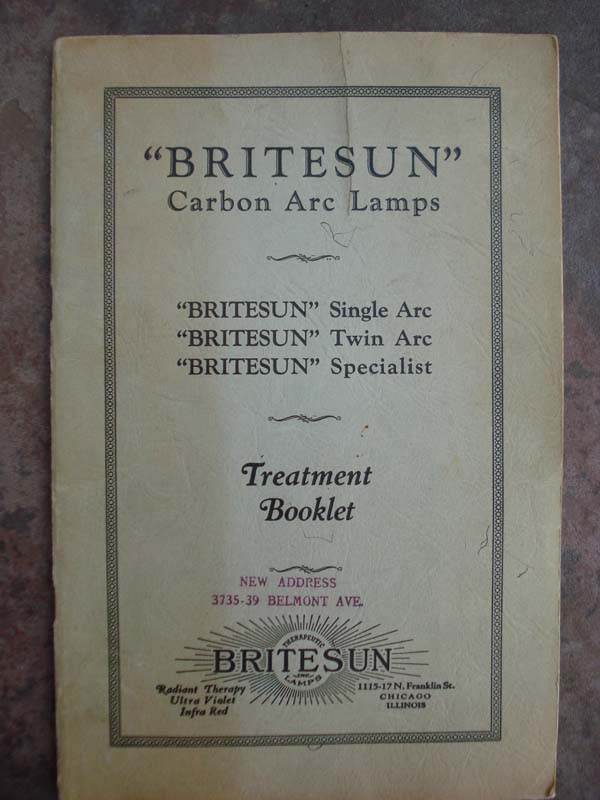 “BRITESUN”
Carbon Arc Lamps
“BRITESUN” Single Arc
“BRITESUN” Twin Arc
“BRITESUN” Specialist
Treatment
Booklet
NEW ADDRESS
3735-39 BELMONT AVE.
THERAPEUTIC
BRITESUN
INC
LAMPS
Radiant Therapy
Ultra Violet
Infra Red
1115-17 N. Franklin St.
CHICAGO
ILLINOIS